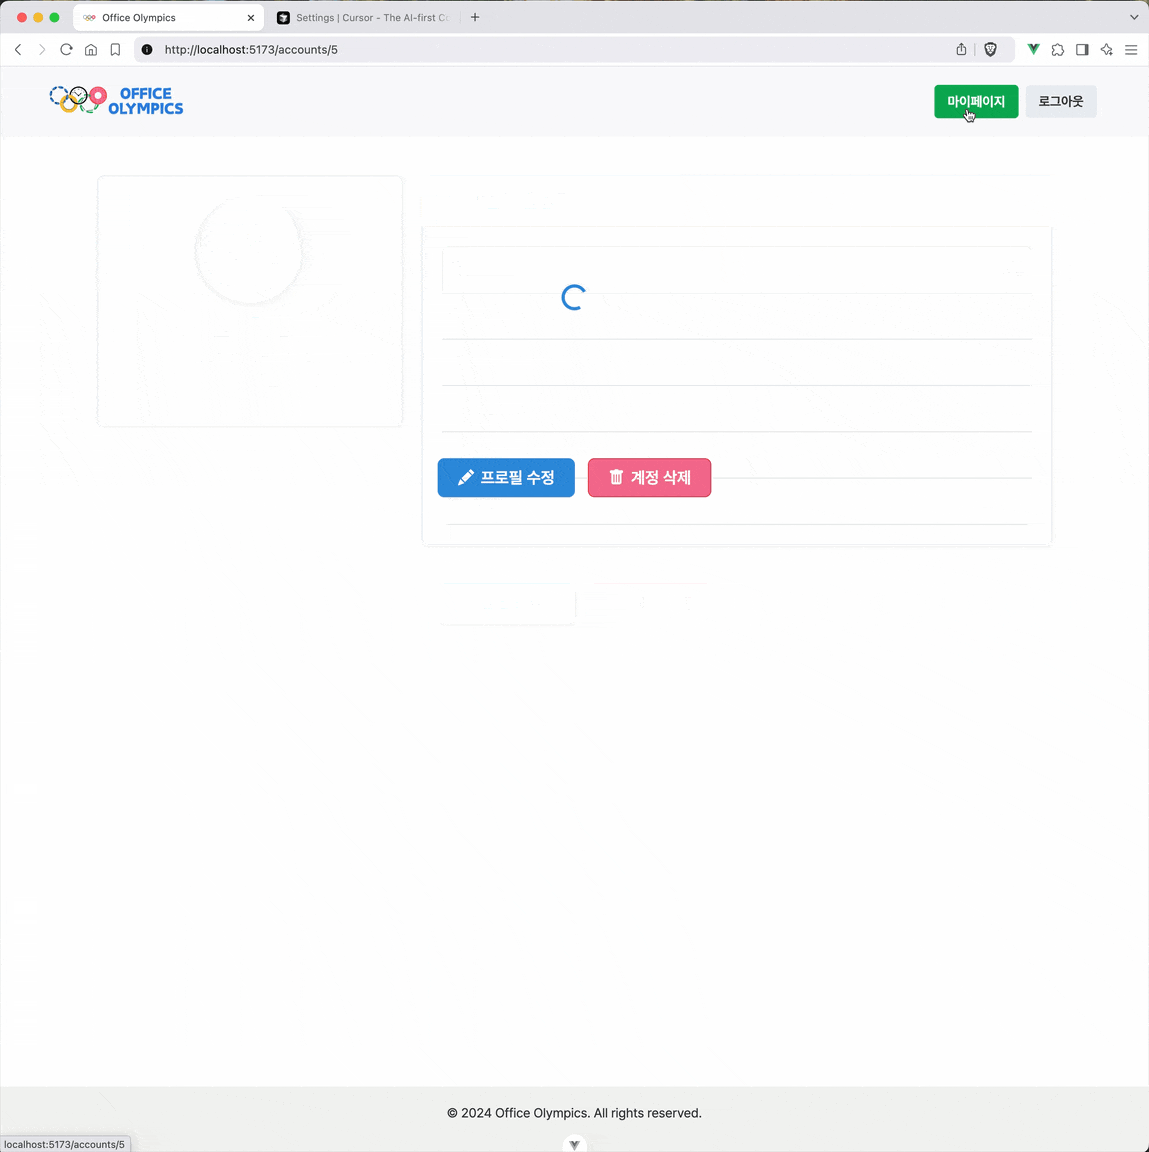 Office Olympics
Settings | Cursor - The AI-first Co
http://localhost:5173/accounts/5
OFFICE
OLYMPICS
마이페이지
로그아웃
프로필 수정
계정 삭제
© 2024 Office Olympics. All rights reserved.
localhost:5173/accounts/5